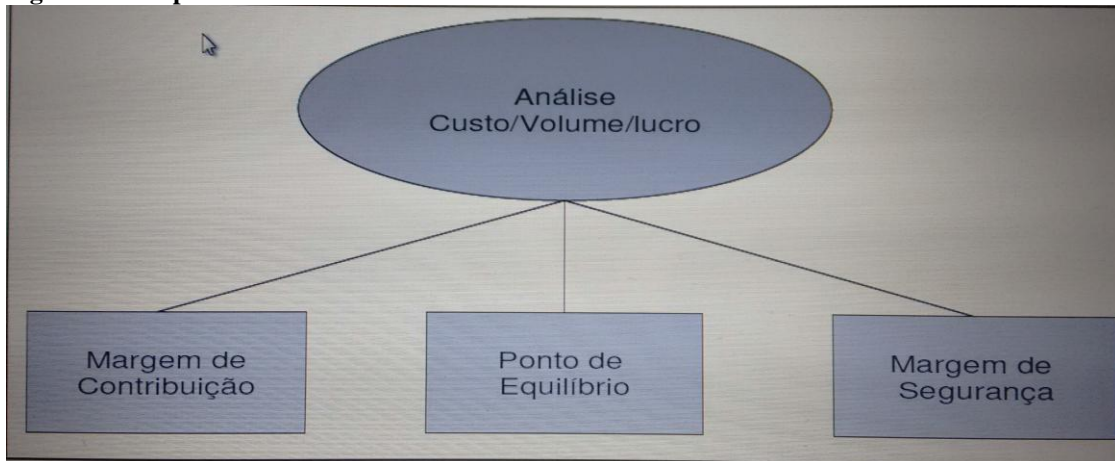 Análise
Custo/Volume/lucro
Margem de
Contribuição
Ponto de
Equilíbrio
Margem de
Segurança